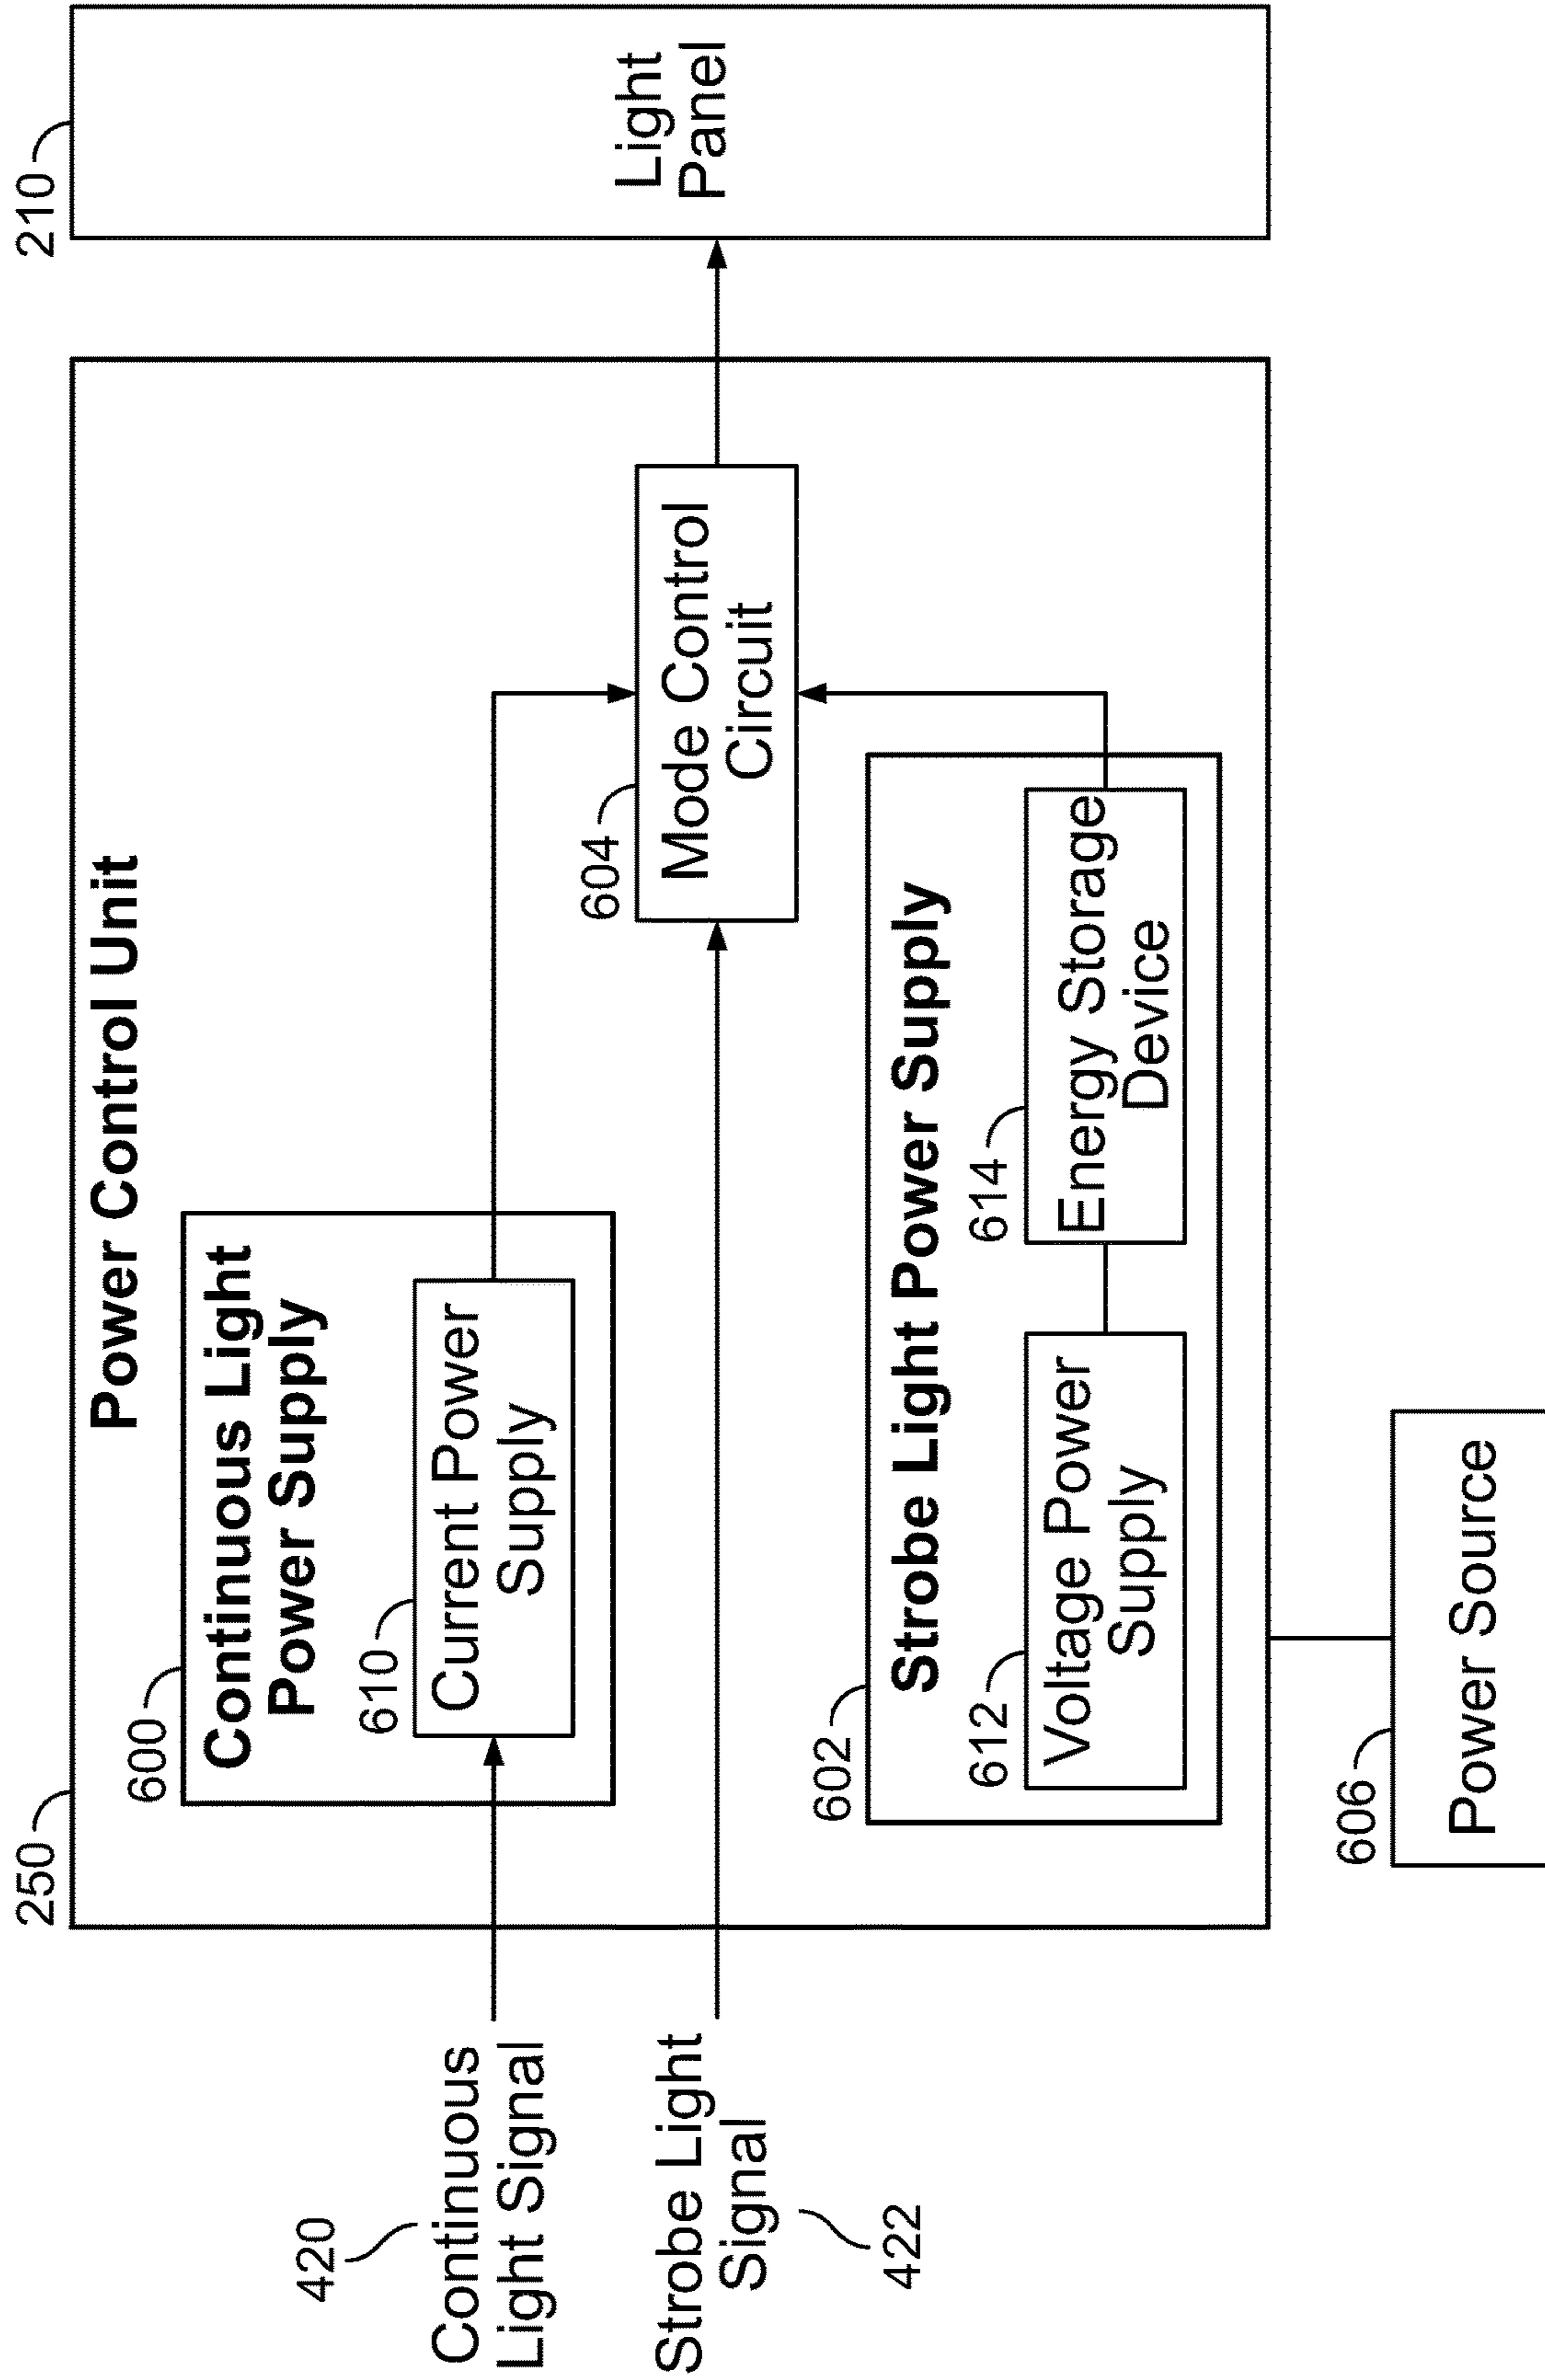 250
Power Control Unit
210
600
Continuous Light
Power Supply
610
Current Power
Supply
420
Continuous
Light Signal
604
Mode Control
Circuit
Light
Panel
Strobe Light
Signal
422
602
Strobe Light Power Supply
612
Voltage Power
Supply
614
Energy Storage
Device
606
Power Source